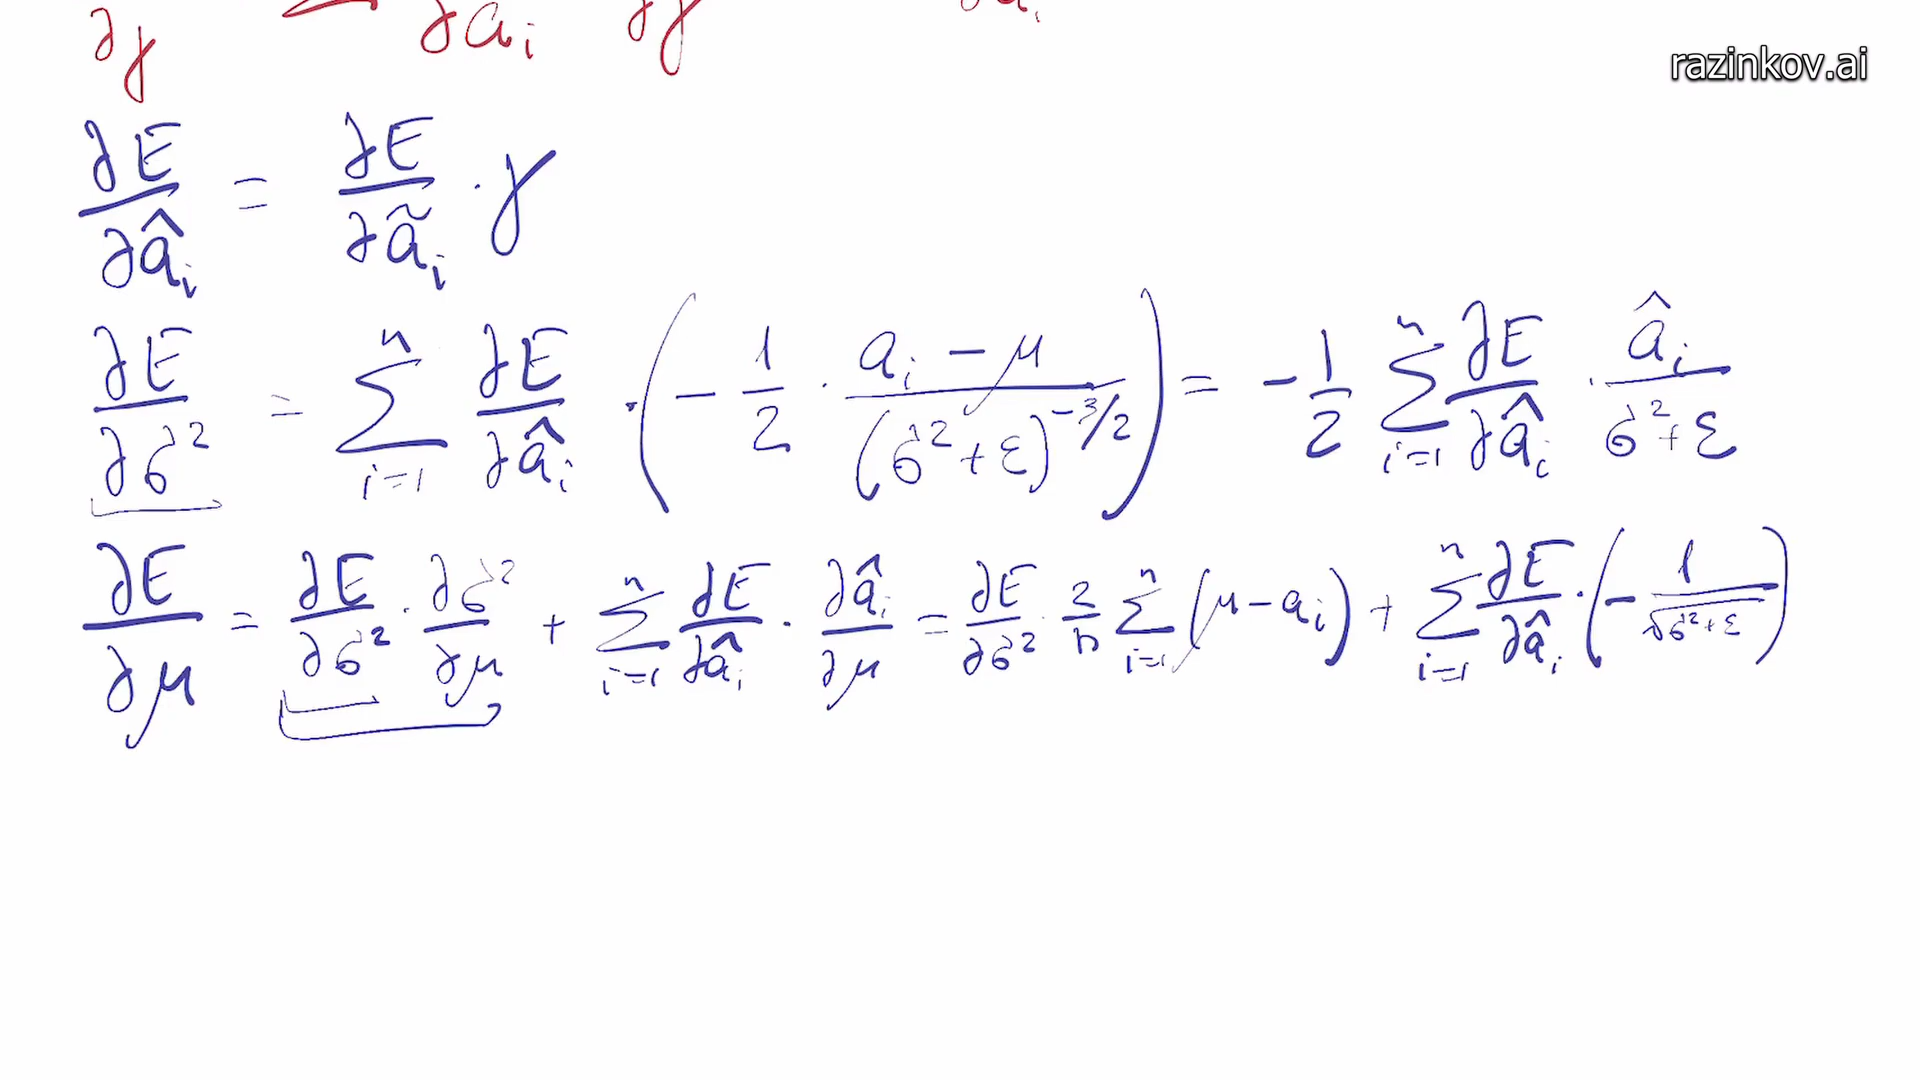 ∂γ ∂ã_i ∂γ
razinkov.ai
∂E/∂â_i = ∂E/∂ã_i · γ
∂E/∂σ² = Σ_{i=1}^{n} ∂E/∂â_i · (− 1/2 · (a_i − μ)/(σ² + ε)^{−3/2}) = − 1/2 Σ_{i=1}^{n} ∂E/∂â_i · â_i/(σ² + ε)
∂E/∂μ = ∂E/∂σ² · ∂σ²/∂μ + Σ_{i=1}^{n} ∂E/∂â_i · ∂â_i/∂μ = ∂E/∂σ² · 2/n Σ_{i=1}^{n} (μ − a_i) + Σ_{i=1}^{n} ∂E/∂â_i · (− 1/√(σ² + ε))